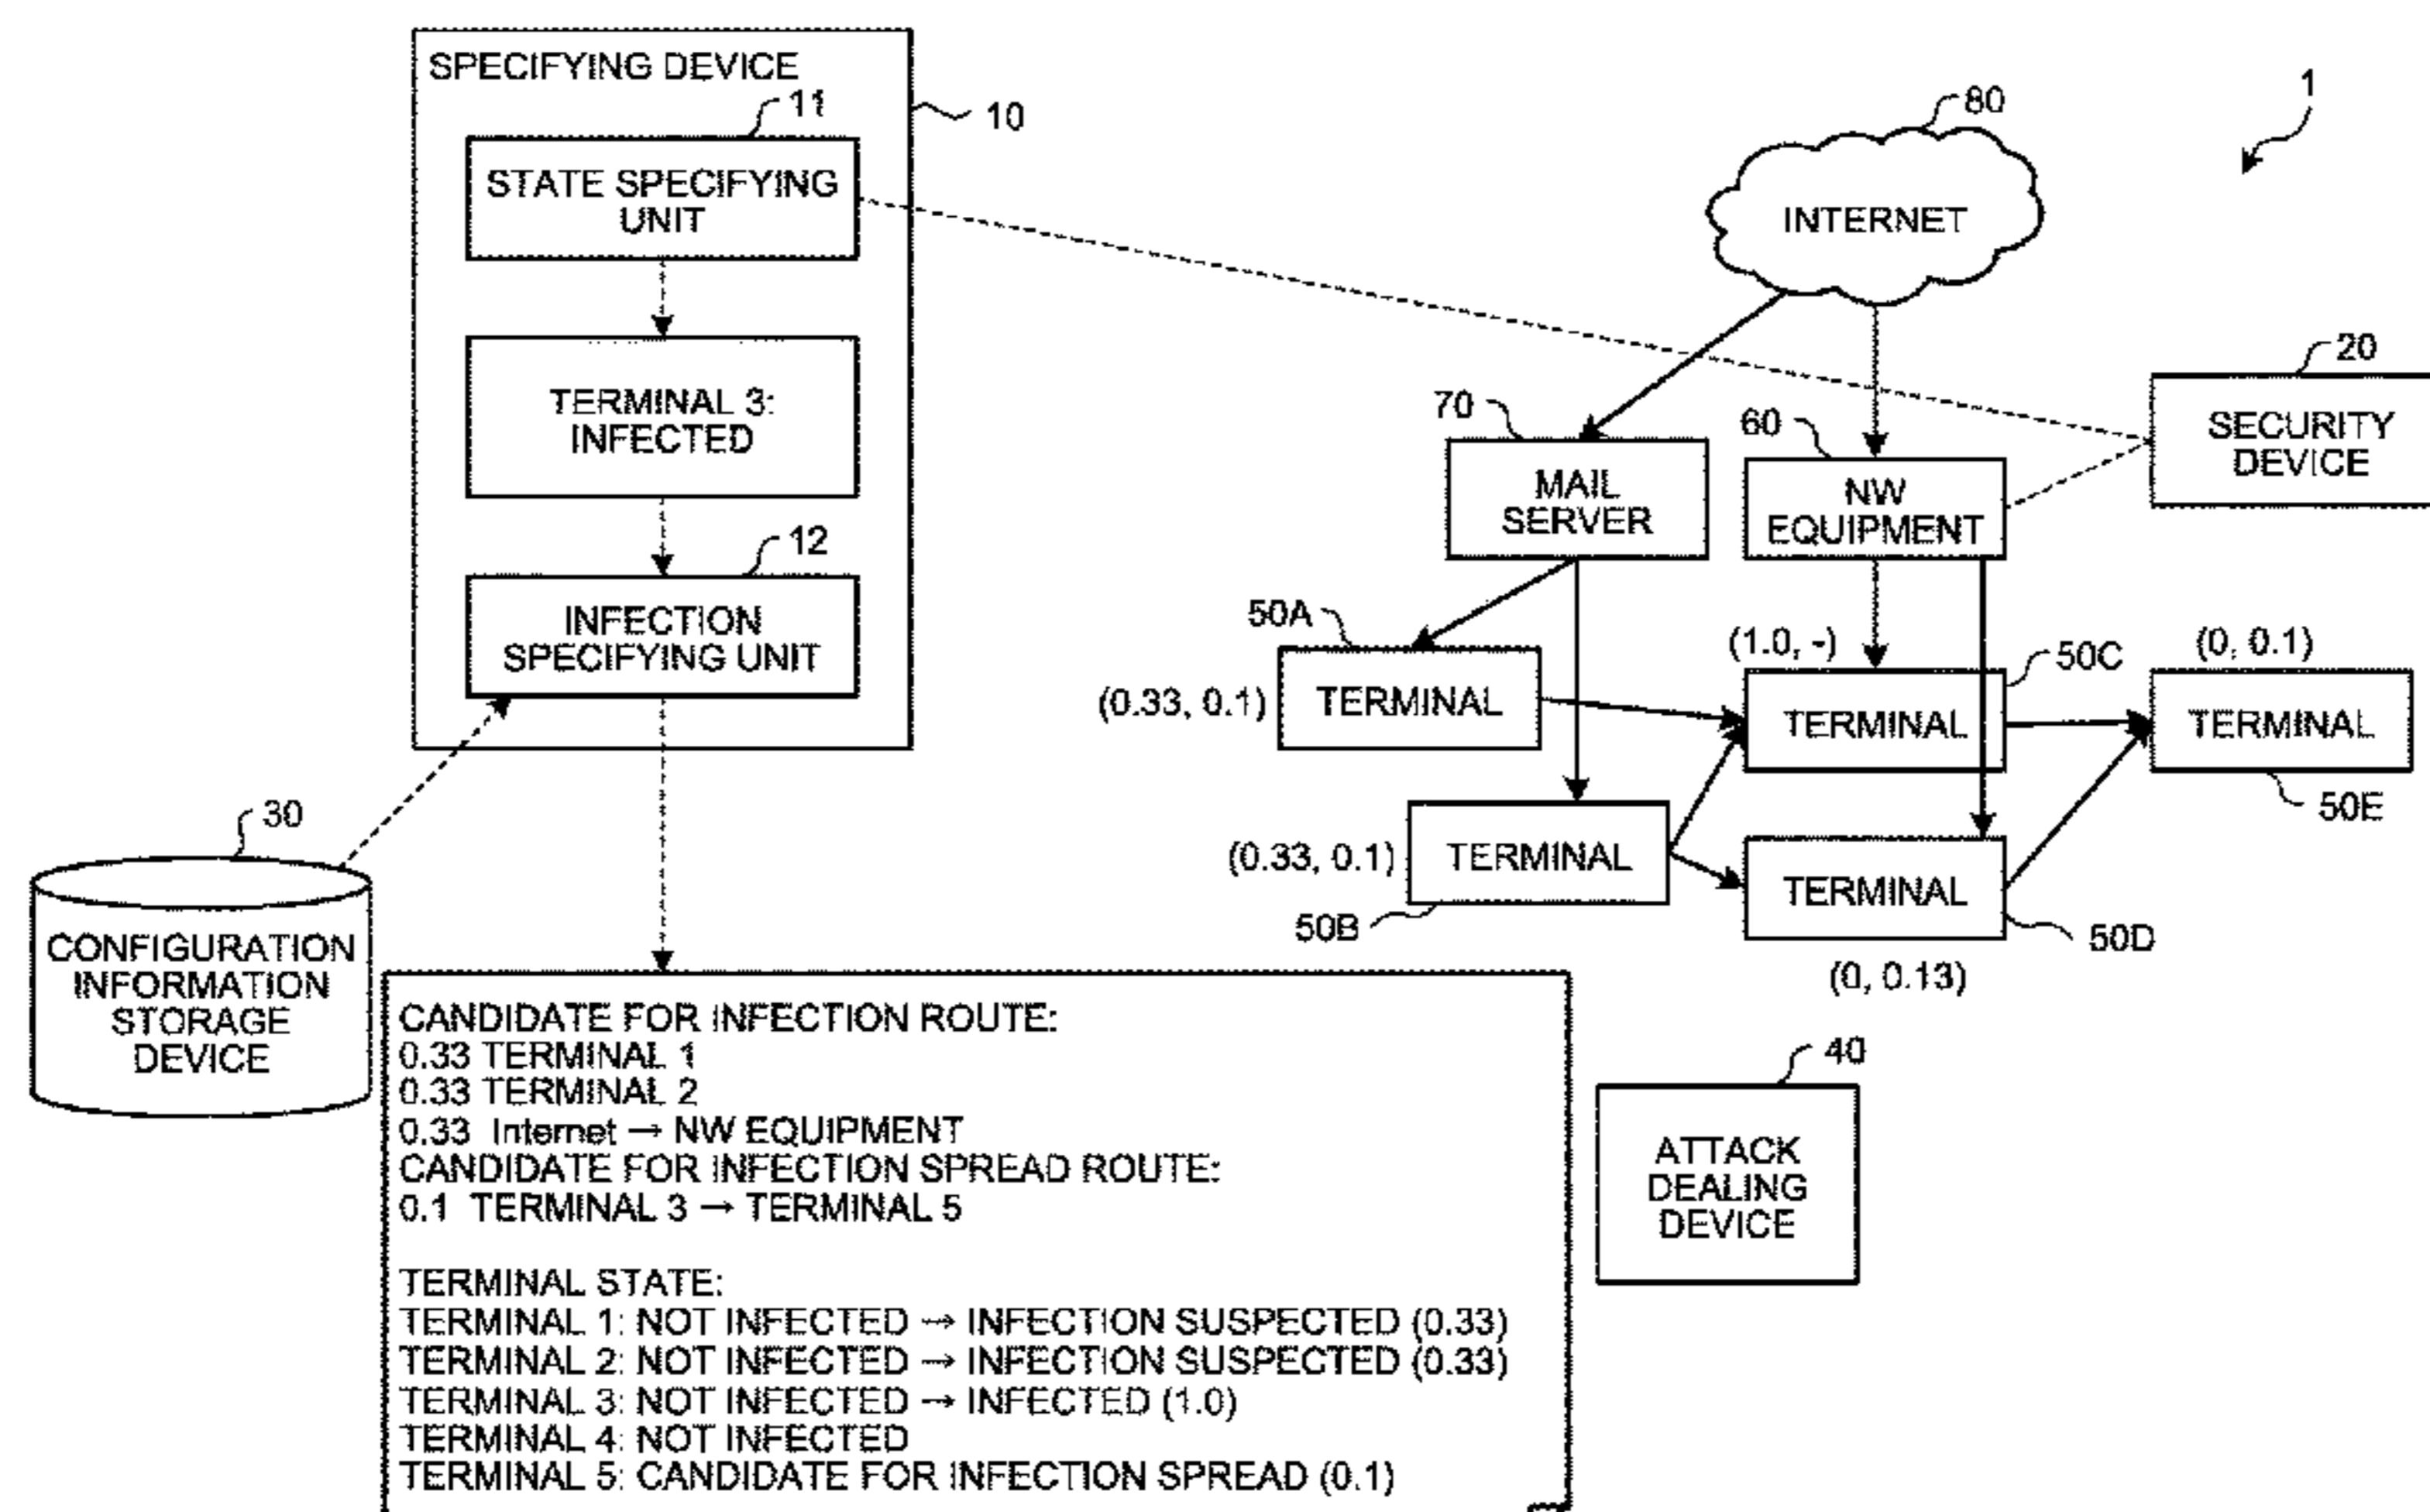 SPECIFYING DEVICE
11
10
STATE SPECIFYING
UNIT
TERMINAL 3:
INFECTED
12
INFECTION
SPECIFYING UNIT
30
CONFIGURATION
INFORMATION
STORAGE
DEVICE
1
80
INTERNET
20
SECURITY
DEVICE
70
MAIL
SERVER
60
NW
EQUIPMENT
50A
(0.33, 0.1)
TERMINAL
(1.0, -)
50C
TERMINAL
(0, 0.1)
TERMINAL
50E
(0.33, 0.1)
TERMINAL
50B
TERMINAL
50D
(0, 0.13)
CANDIDATE FOR INFECTION ROUTE:
0.33 TERMINAL 1
0.33 TERMINAL 2
0.33 Internet → NW EQUIPMENT
CANDIDATE FOR INFECTION SPREAD ROUTE:
0.1 TERMINAL 3 → TERMINAL 5
TERMINAL STATE:
TERMINAL 1: NOT INFECTED → INFECTION SUSPECTED (0.33)
TERMINAL 2: NOT INFECTED → INFECTION SUSPECTED (0.33)
TERMINAL 3: NOT INFECTED → INFECTED (1.0)
TERMINAL 4: NOT INFECTED
TERMINAL 5: CANDIDATE FOR INFECTION SPREAD (0.1)
40
ATTACK
DEALING
DEVICE